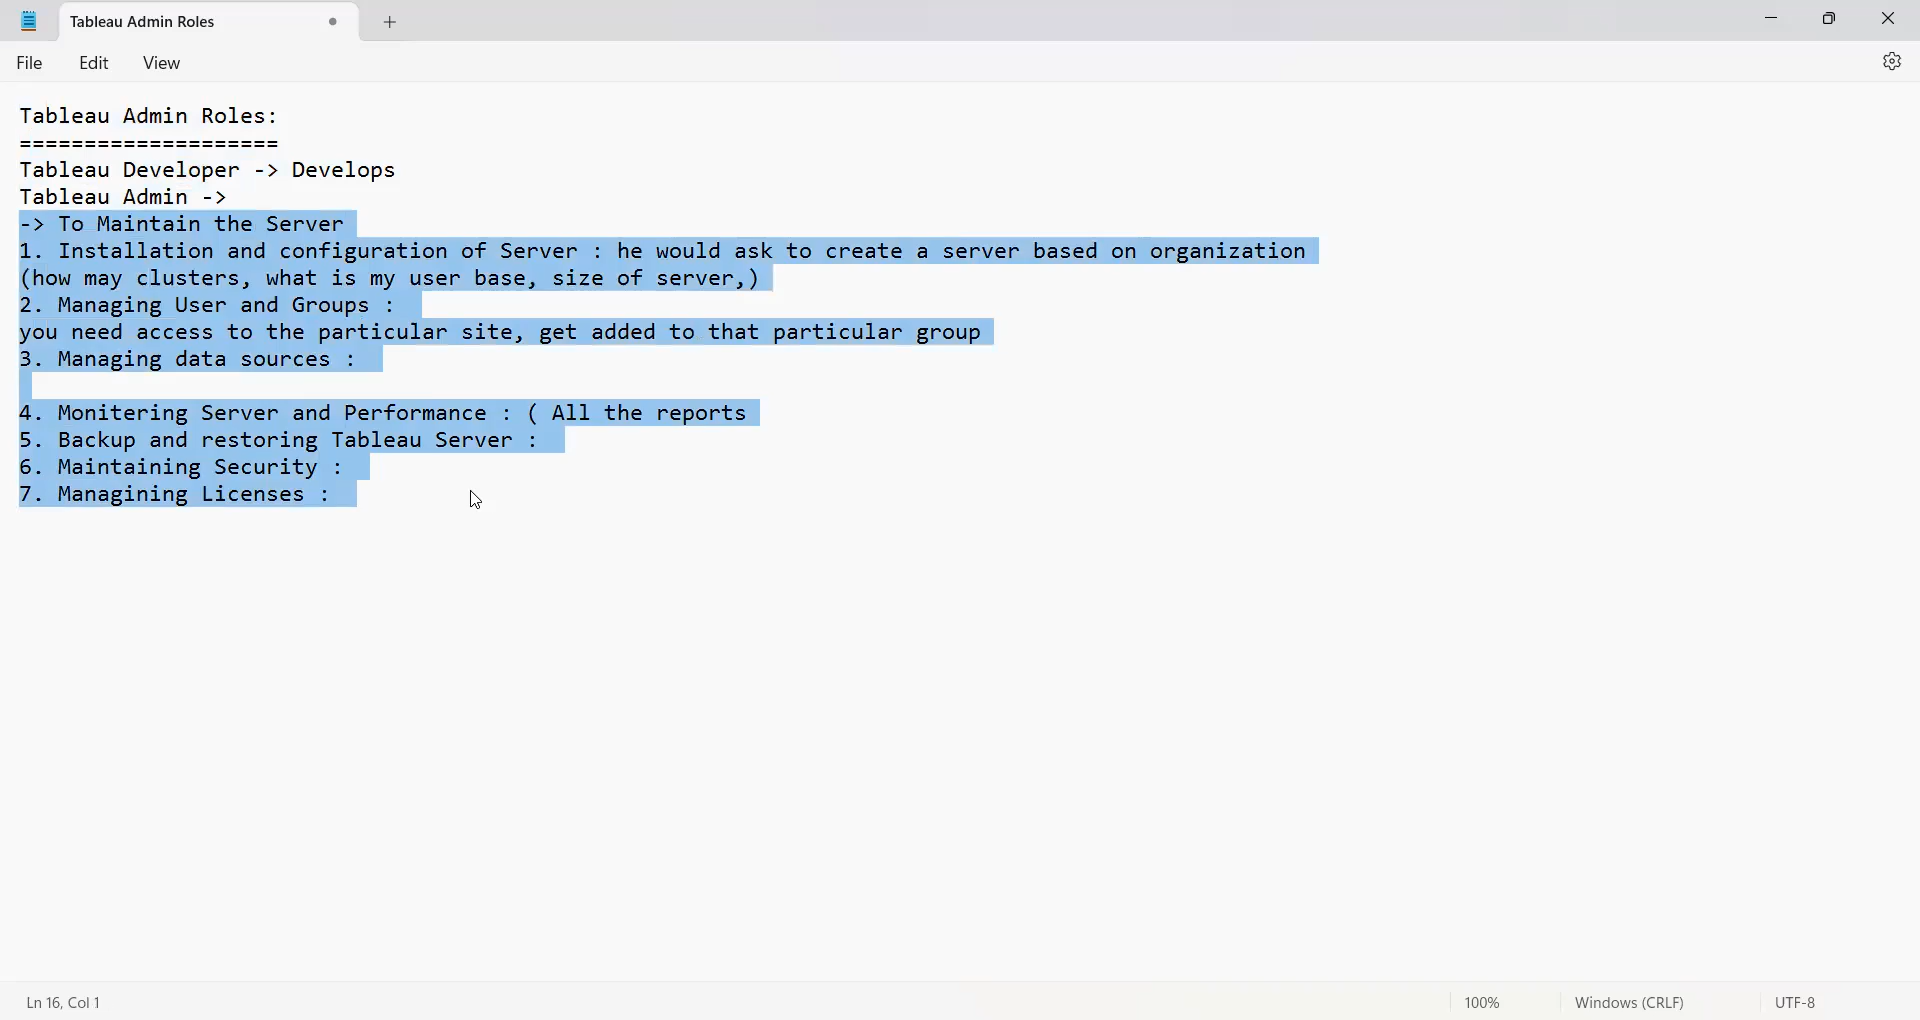 Tableau Admin Roles
File Edit View
Tableau Admin Roles:
====================
Tableau Developer -> Develops
Tableau Admin ->
-> To Maintain the Server
1. Installation and configuration of Server : he would ask to create a server based on organization
(how may clusters, what is my user base, size of server,)
2. Managing User and Groups :
you need access to the particular site, get added to that particular group
3. Managing data sources :
4. Monitering Server and Performance : ( All the reports
5. Backup and restoring Tableau Server :
6. Maintaining Security :
7. Managining Licenses :
Ln 16, Col 1 100% Windows (CRLF) UTF-8